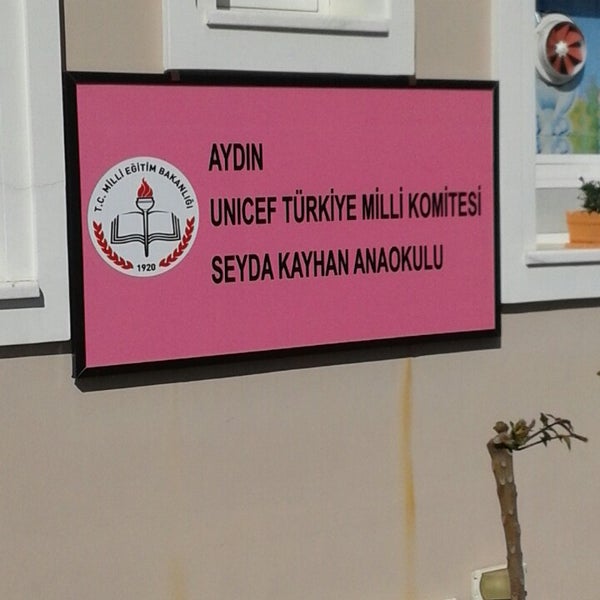 AYDIN
UNICEF TÜRKİYE MİLLİ KOMİTESİ
SEYDA KAYHAN ANAOKULU
T.C. MİLLİ EĞİTİM BAKANLIĞI
1920